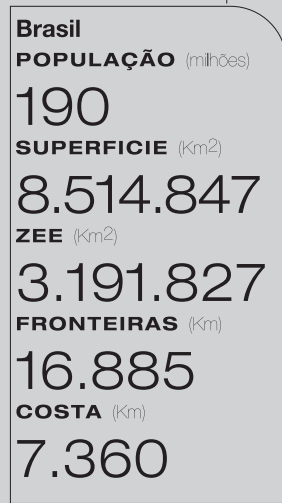 Brasil
POPULAÇÃO (milhões)
190
SUPERFICIE (Km2)
8.514.847
ZEE (Km2)
3.191.827
FRONTEIRAS (Km)
16.885
COSTA (Km)
7.360